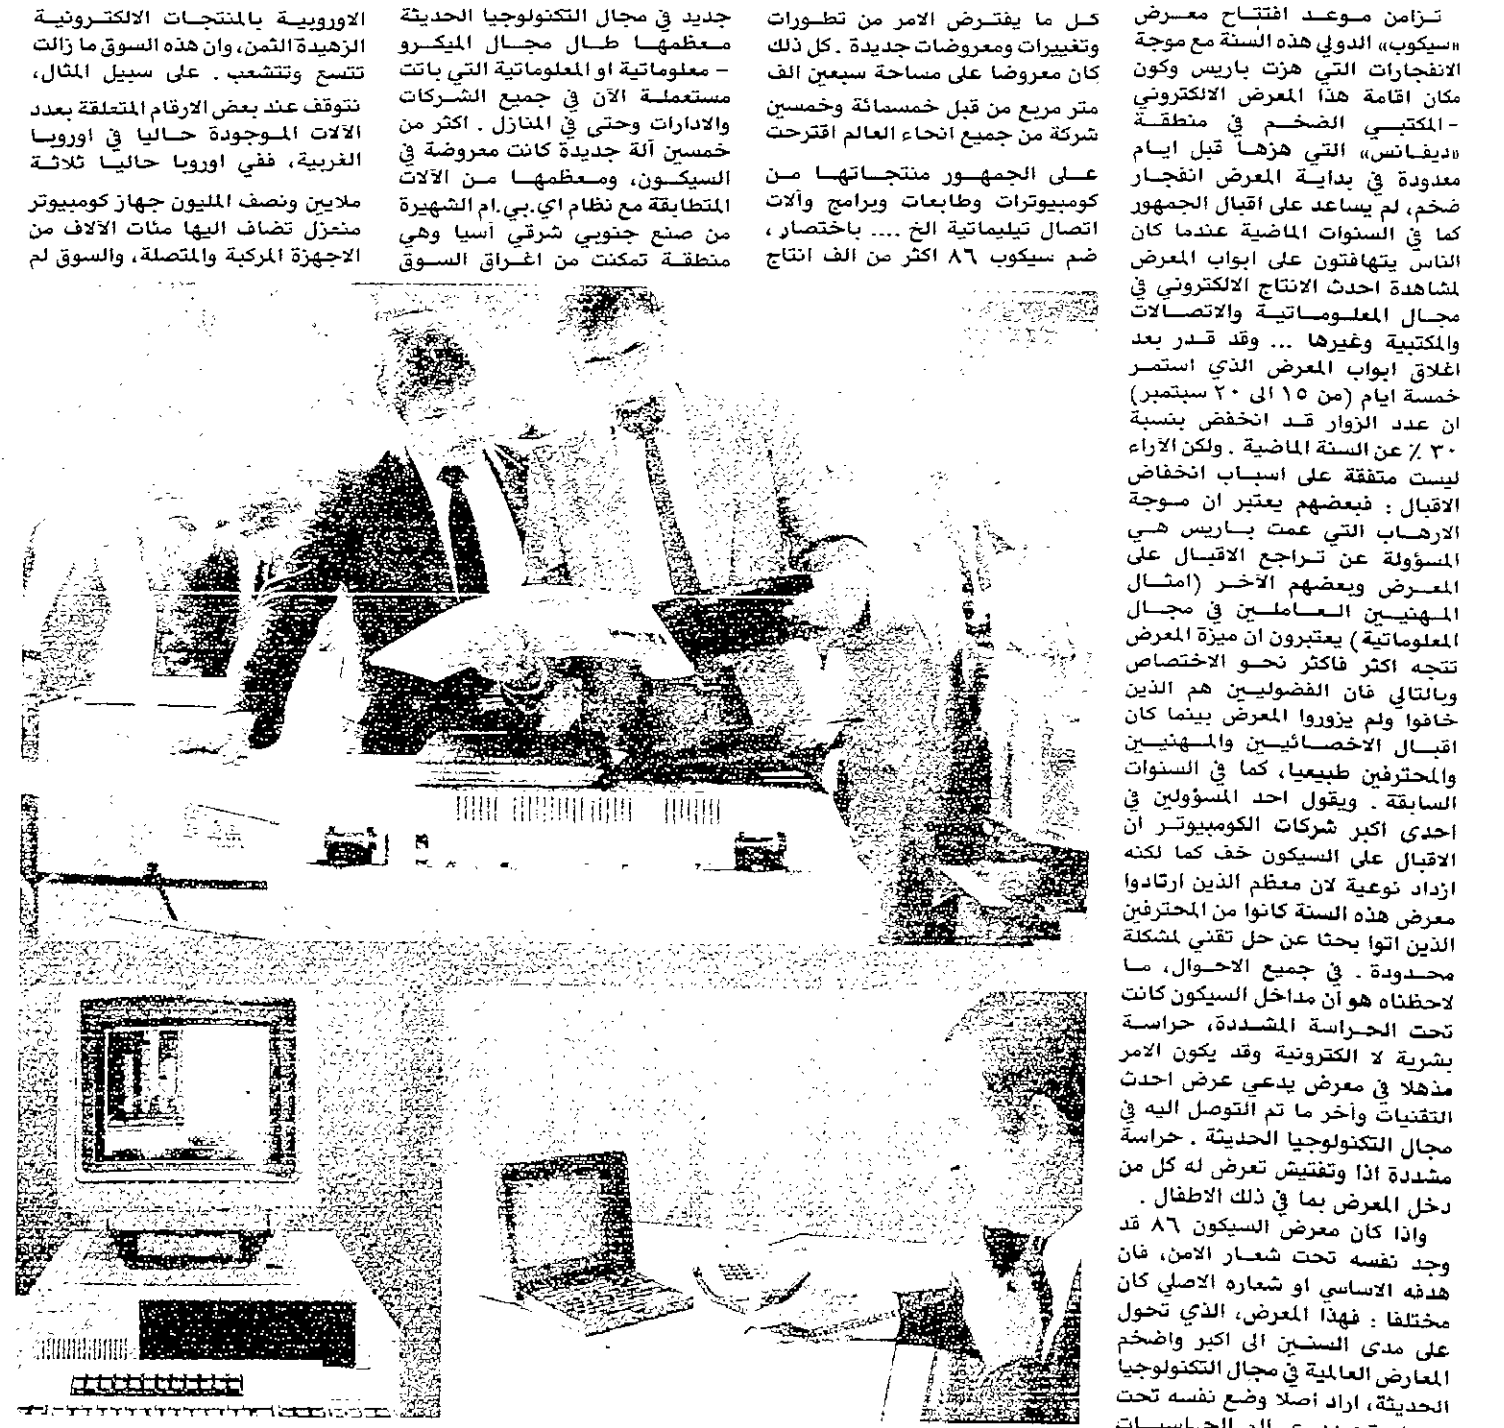 تزامن موعد افتتاح معرض
«سيكوب» الدولي هذه السنة مع موجة
الانفجارات التي هزت باريس وكون
مكان اقامة هذا المعرض الالكتروني
- المكتبي الضخم في منطقة
«ديفانس» التي هزها قبل ايام
معدودة في بداية المعرض انفجار
ضخم، لم يساعد على اقبال الجمهور
كما في السنوات الماضية عندما كان
الناس يتهافتون على ابواب المعرض
لمشاهدة احدث الانتاج الالكتروني في
مجال المعلوماتية والاتصالات
والمكتبية وغيرها ... وقد قدر بعد
اغلاق ابواب المعرض الذي استمر
خمسة ايام (من ١٥ الى ٢٠ سبتمبر)
ان عدد الزوار قد انخفض بنسبة
٣٠ ٪ عن السنة الماضية . ولكن الآراء
ليست متفقة على اسباب انخفاض
الاقبال : فبعضهم يعتبر ان موجة
الارهاب التي عمت باريس هي
المسؤولة عن تراجع الاقبال على
المعرض وبعضهم الآخر (امثال
المهنيين العاملين في مجال
المعلوماتية) يعتبرون ان ميزة المعرض
تتجه اكثر فاكثر نحو الاختصاص
وبالتالي فان الفضوليين هم الذين
خافوا ولم يزوروا المعرض بينما كان
اقبال الاخصائيين والمهنيين
والمحترفين طبيعيا، كما في السنوات
السابقة . ويقول احد المسؤولين في
احدى اكبر شركات الكومبيوتر ان
الاقبال على السيكون خف كما لكنه
ازداد نوعية لان معظم الذين ارتادوا
معرض هذه السنة كانوا من المحترفين
الذين اتوا بحثا عن حل تقني لمشكلة
محدودة . في جميع الاحوال، ما
لاحظناه هو ان مداخل السيكون كانت
تحت الحراسة المشددة، حراسة
بشرية لا الكترونية وقد يكون الامر
مذهلا في معرض يدعي عرض احدث
التقنيات وآخر ما تم التوصل اليه في
مجال التكنولوجيا الحديثة . حراسة
مشددة اذا وتفتيش تعرض له كل من
دخل المعرض بما في ذلك الاطفال .
واذا كان معرض السيكون ٨٦ قد
وجد نفسه تحت شعار الامن، فان
هدفه الاساسي او شعاره الاصلي كان
مختلفا : فهذا المعرض، الذي تحول
على مدى السنين الى اكبر واضخم
المعارض العالمية في مجال التكنولوجيا
الحديثة، اراد اصلا وضع نفسه تحت
كل ما يفترض الامر من تطورات
وتغييرات ومعروضات جديدة . كل ذلك
كان معروضا على مساحة سبعين الف
متر مربع من قبل خمسمائة وخمسين
شركة من جميع انحاء العالم اقترحت
على الجمهور منتجاتها من
كومبيوترات وطابعات وبرامج وآلات
اتصال تيليماتية الخ .... باختصار ،
ضم سيكوب ٨٦ اكثر من الف انتاج
جديد في مجال التكنولوجيا الحديثة
معظمها طال مجال الميكرو
- معلوماتية او المعلوماتية التي باتت
مستعملة الآن في جميع الشركات
والادارات وحتى في المنازل . اكثر من
خمسين آلة جديدة كانت معروضة في
السيكون، ومعظمها من الآلات
المتطابقة مع نظام اي.بي.ام الشهيرة
من صنع جنوبي شرقي آسيا وهي
منطقة تمكنت من اغراق السوق
الاوروبية بالمنتجات الالكترونية
الزهيدة الثمن، وان هذه السوق ما زالت
تتسع وتتشعب . على سبيل المثال،
نتوقف عند بعض الارقام المتعلقة بعدد
الآلات الموجودة حاليا في اوروبا
الغربية، ففي اوروبا حاليا ثلاثة
ملايين ونصف المليون جهاز كومبيوتر
منعزل تضاف اليها مئات الآلاف من
الاجهزة المركبة والمتصلة، والسوق لم